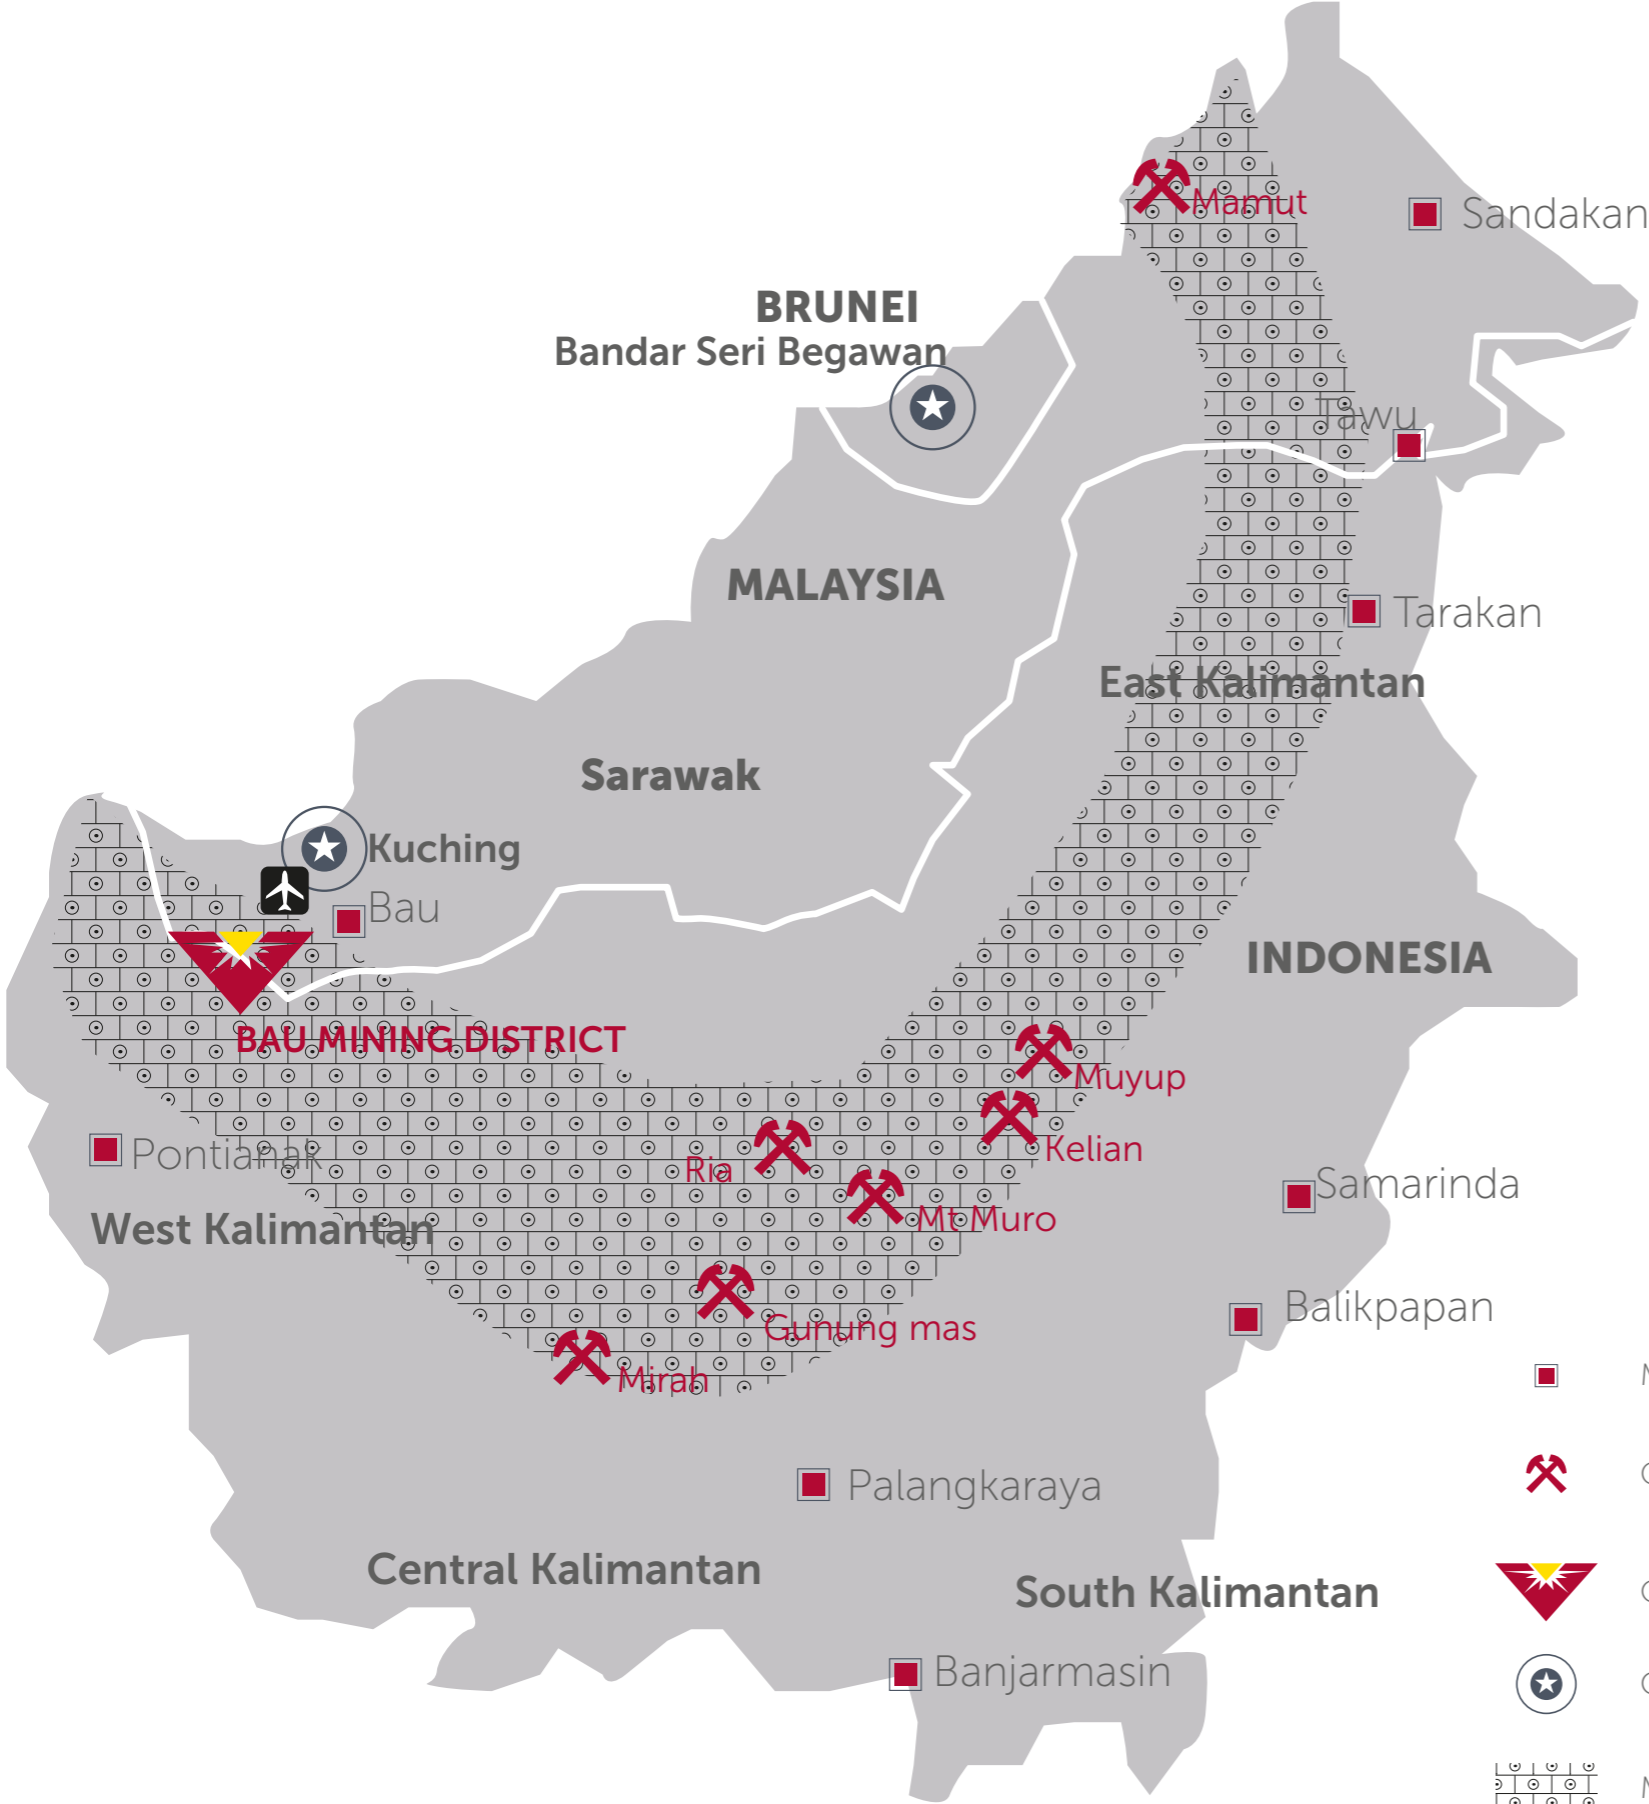 Mamut
Sandakan
BRUNEI
Bandar Seri Begawan
Tawu
MALAYSIA
Tarakan
East Kalimantan
Sarawak
Kuching
Bau
INDONESIA
BAU MINING DISTRICT
Muyup
Kelian
Pontianak
Ria
Samarinda
Mt Muro
West Kalimantan
Balikpapan
Gunung mas
Mirah
Palangkaraya
Central Kalimantan
South Kalimantan
Banjarmasin